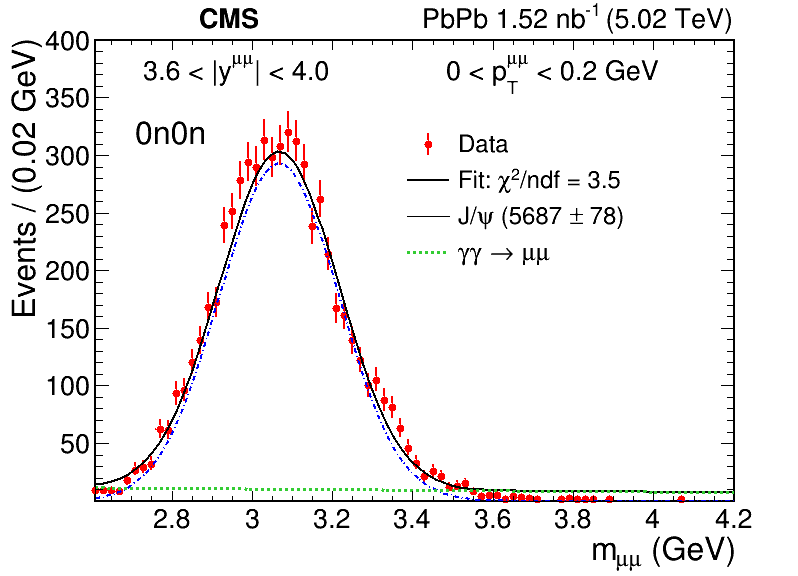 CMS PbPb 1.52 nb⁻¹ (5.02 TeV)
3.6 < |y^μμ| < 4.0 0 < p_T^μμ < 0.2 GeV
0n0n
Data
Fit: χ²/ndf = 3.5
J/ψ (5687 ± 78)
γγ → μμ
Events / (0.02 GeV)
400
350
300
250
200
150
100
50
2.8 3 3.2 3.4 3.6 3.8 4 4.2
m_μμ (GeV)